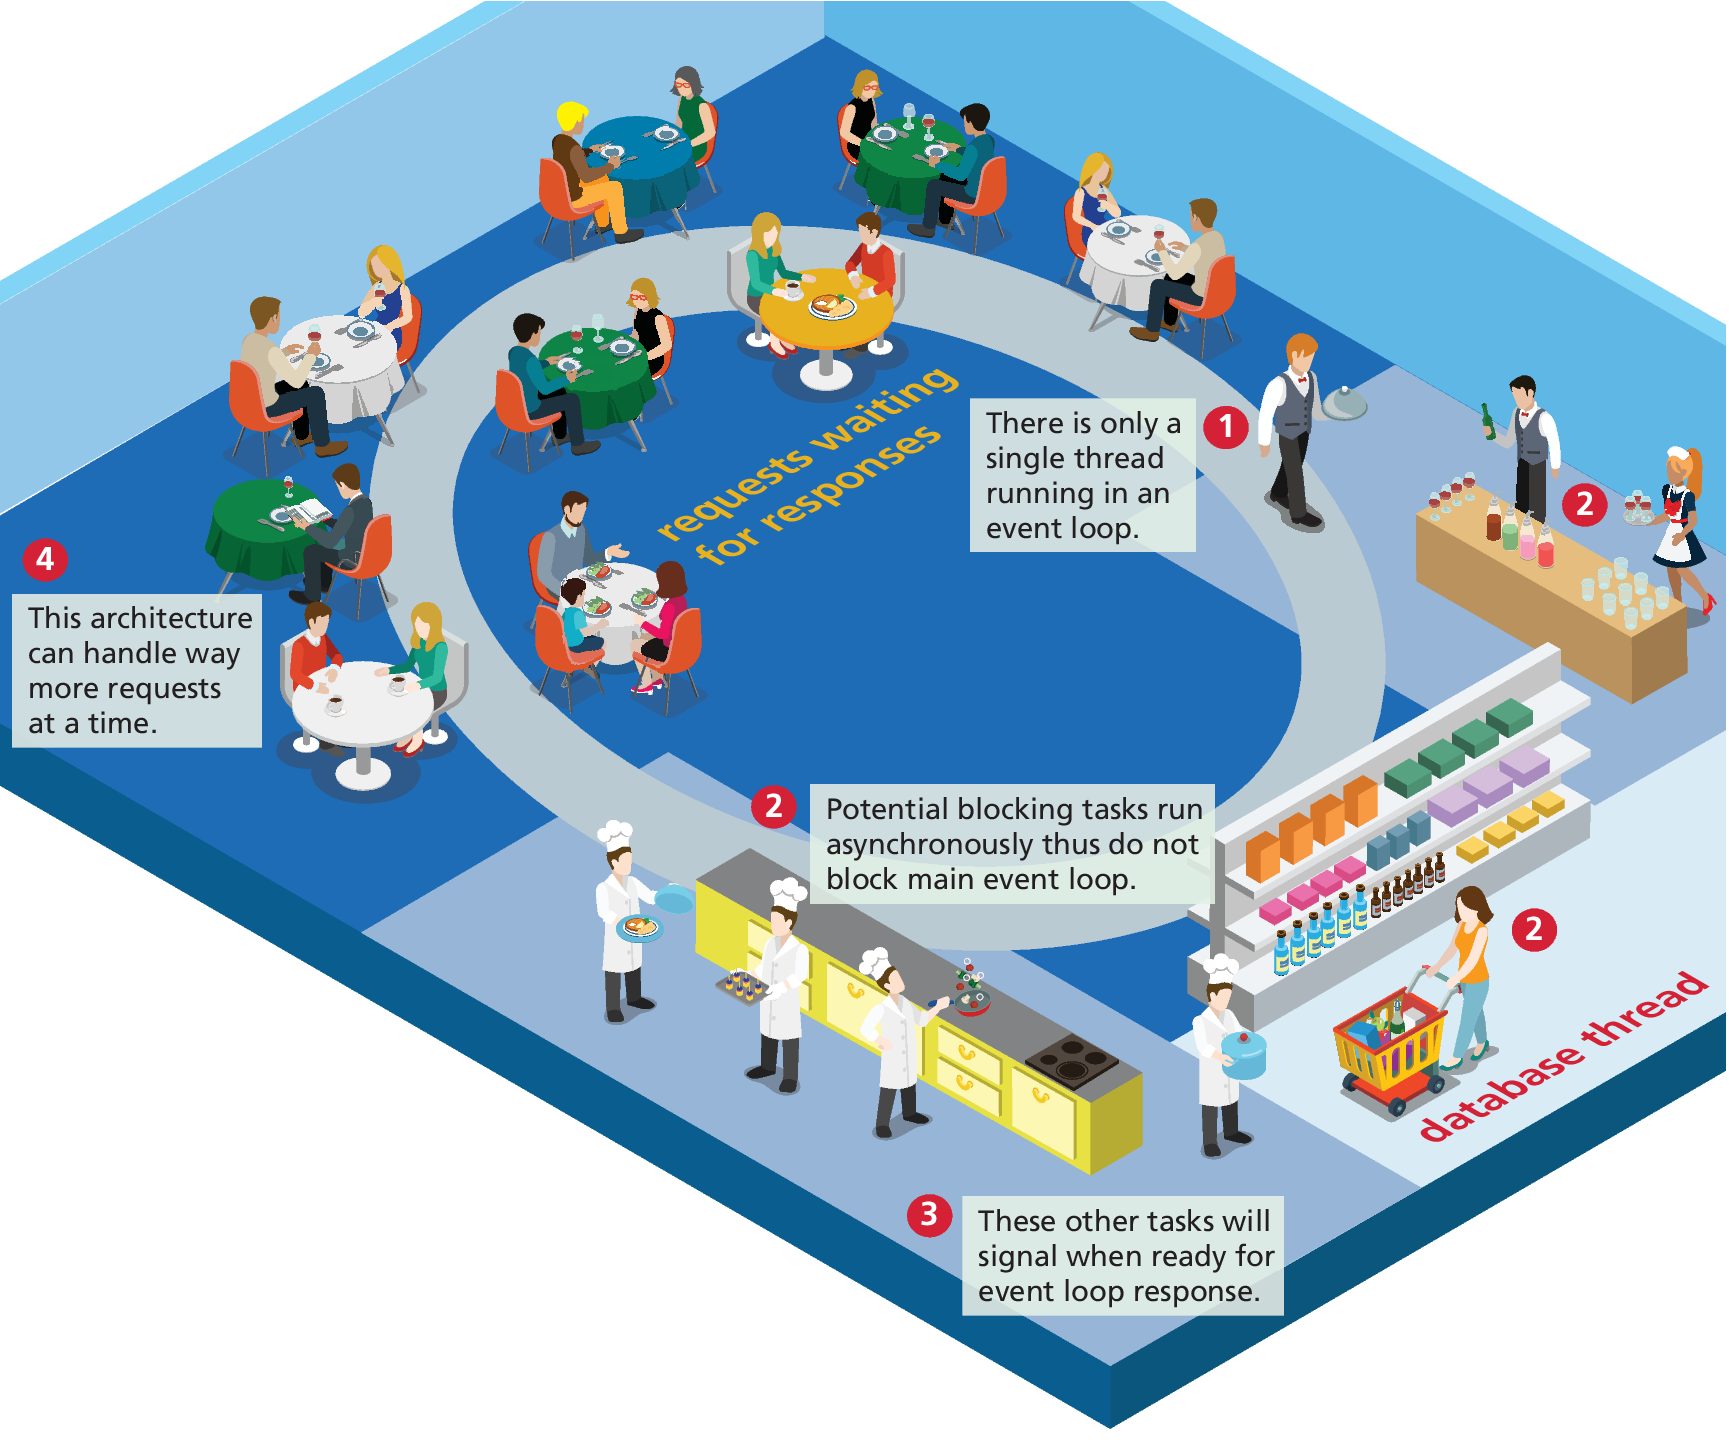 requests waiting
for responses
1
There is only a
single thread
running in an
event loop.
2
4
This architecture
can handle way
more requests
at a time.
2
Potential blocking tasks run
asynchronously thus do not
block main event loop.
2
database thread
3
These other tasks will
signal when ready for
event loop response.